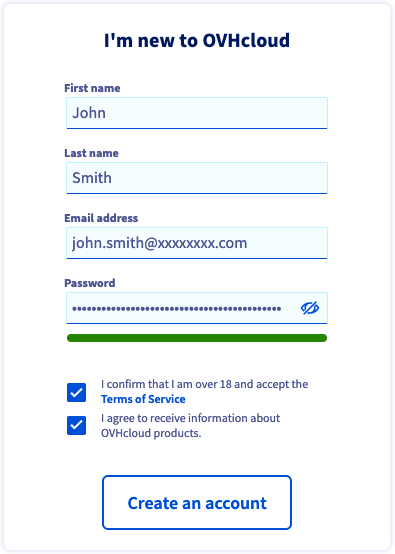 I'm new to OVHcloud
First name
John
Last name
Smith
Email address
john.smith@xxxxxxxx.com
Password
••••••••••••••••••••••••••••••••••••••••••••
I confirm that I am over 18 and accept the
Terms of Service
I agree to receive information about
OVHcloud products.
Create an account